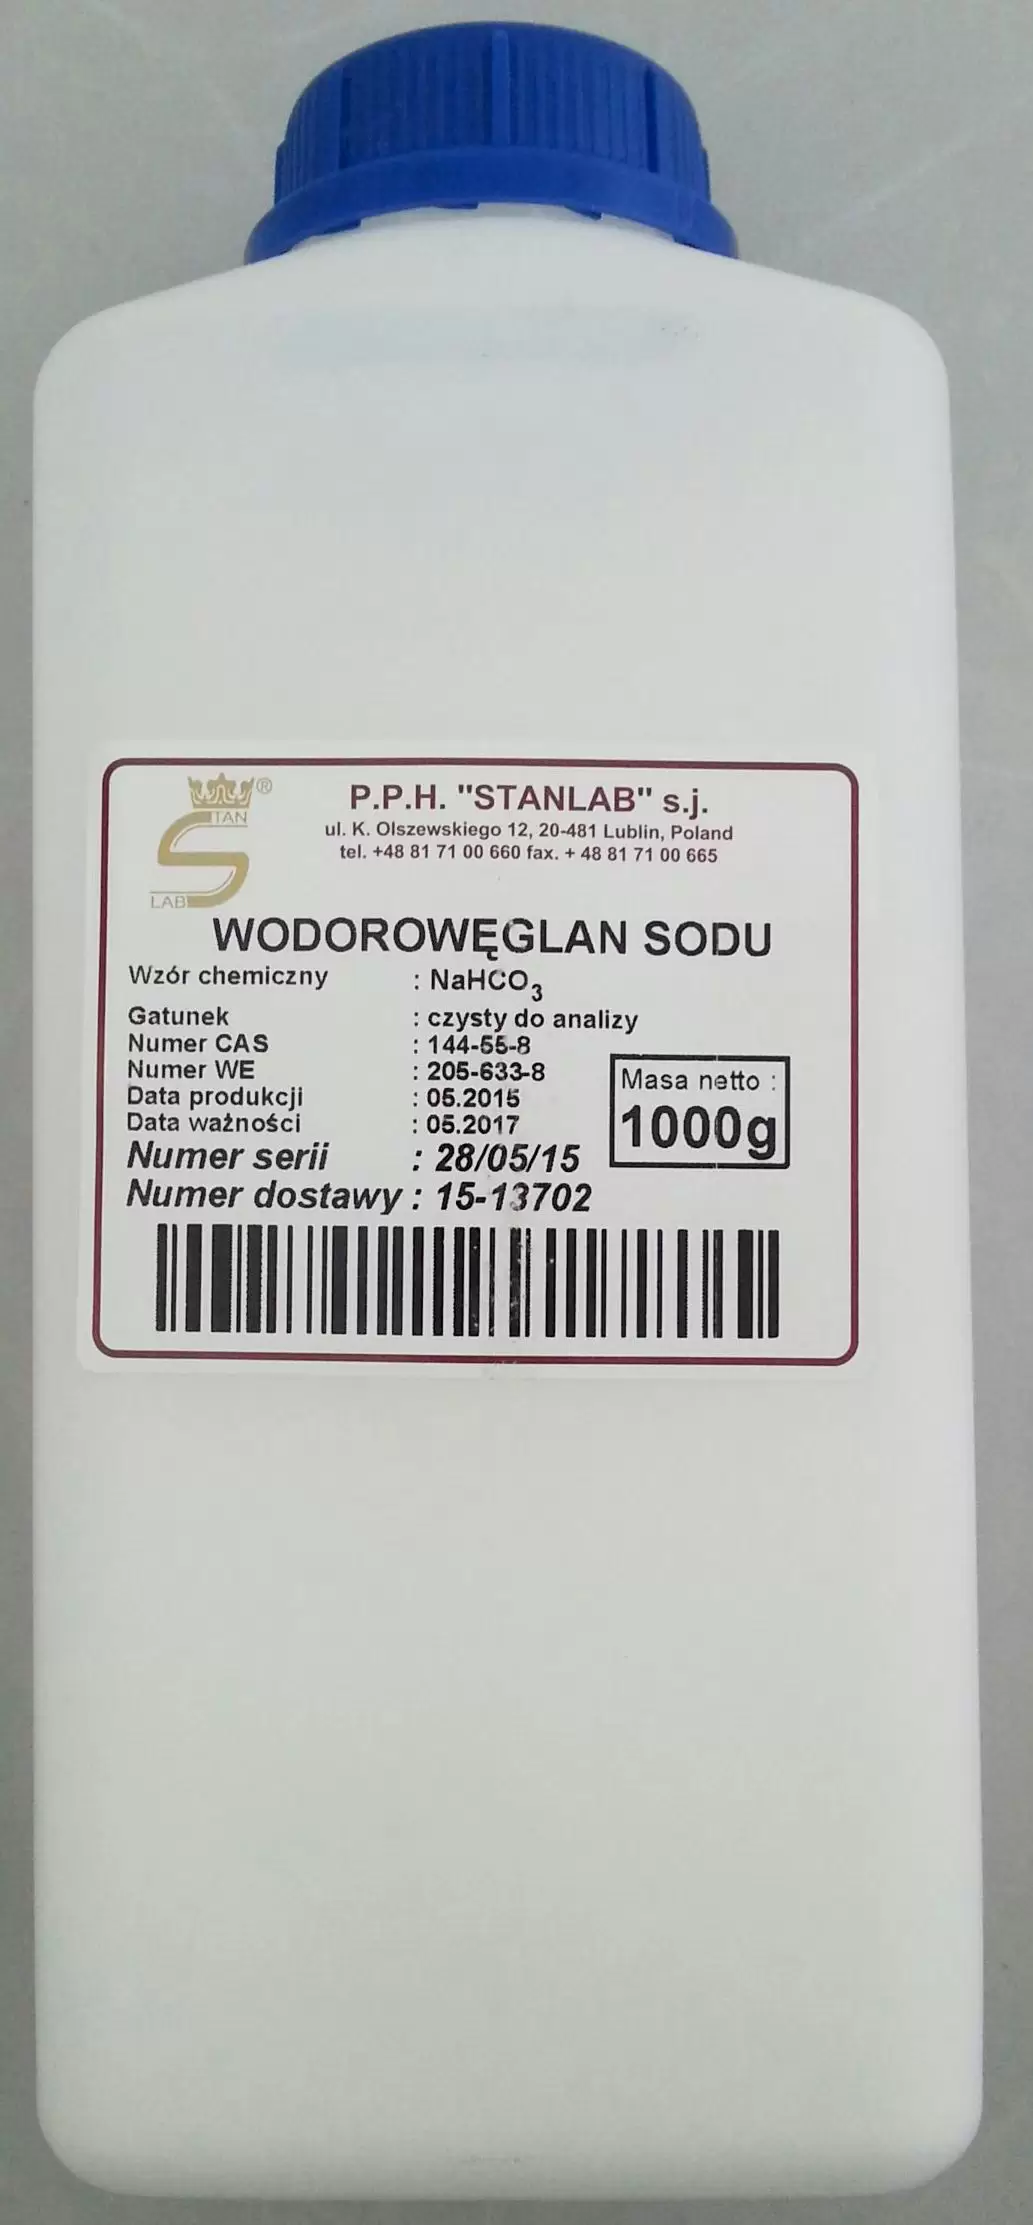 ®
TAN
LAB
P.P.H. "STANLAB" s.j.
ul. K. Olszewskiego 12, 20-481 Lublin, Poland
tel. +48 81 71 00 660 fax. + 48 81 71 00 665
WODOROWĘGLAN SODU
Wzór chemiczny : NaHCO₃
Gatunek : czysty do analizy
Numer CAS : 144-55-8
Numer WE : 205-633-8
Data produkcji : 05.2015
Data ważności : 05.2017
Masa netto :
1000g
Numer serii : 28/05/15
Numer dostawy : 15-13702